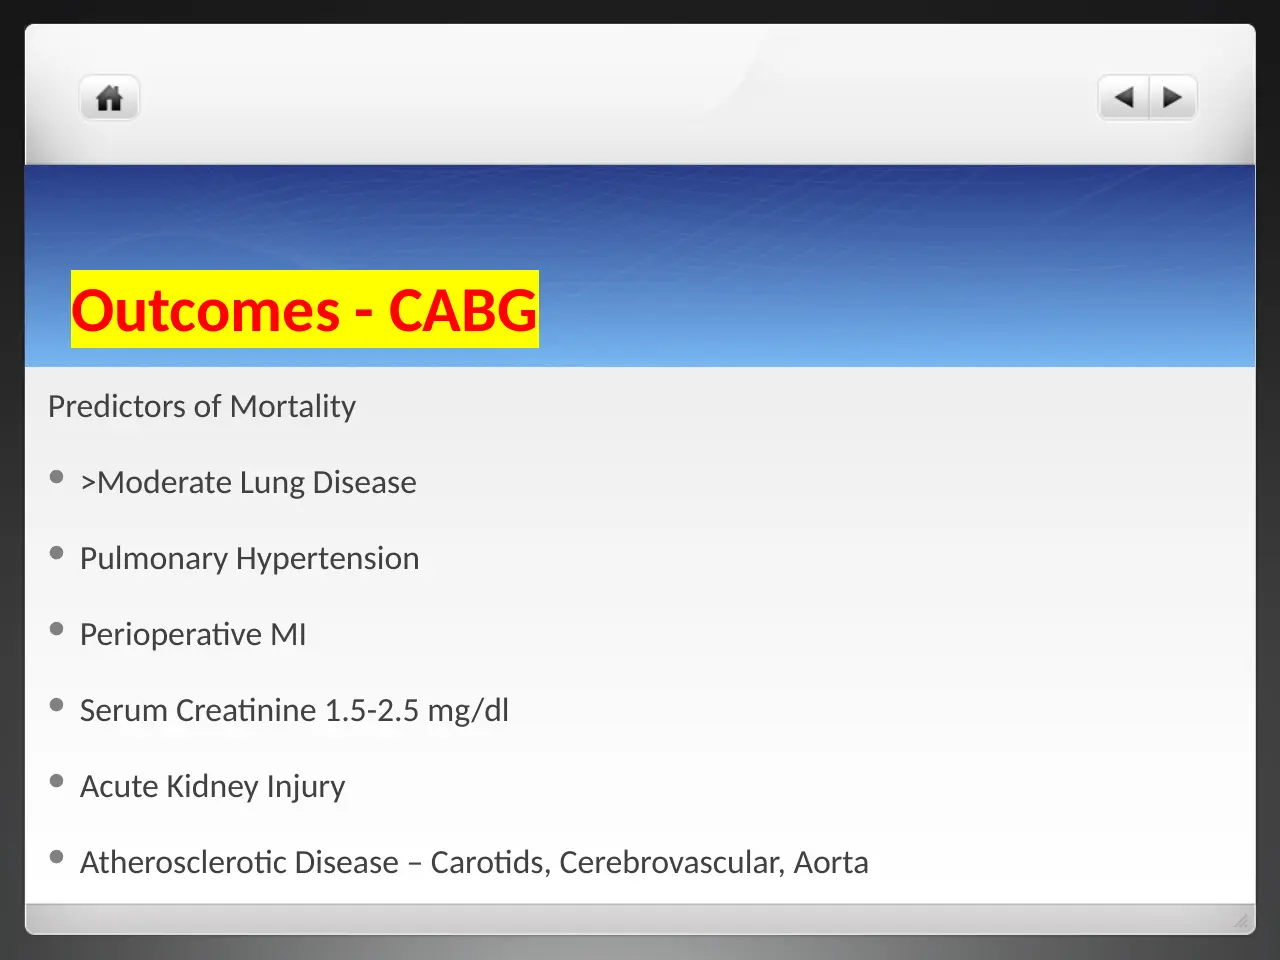 Outcomes - CABG
Predictors of Mortality
• >Moderate Lung Disease
• Pulmonary Hypertension
• Perioperative MI
• Serum Creatinine 1.5-2.5 mg/dl
• Acute Kidney Injury
• Atherosclerotic Disease – Carotids, Cerebrovascular, Aorta